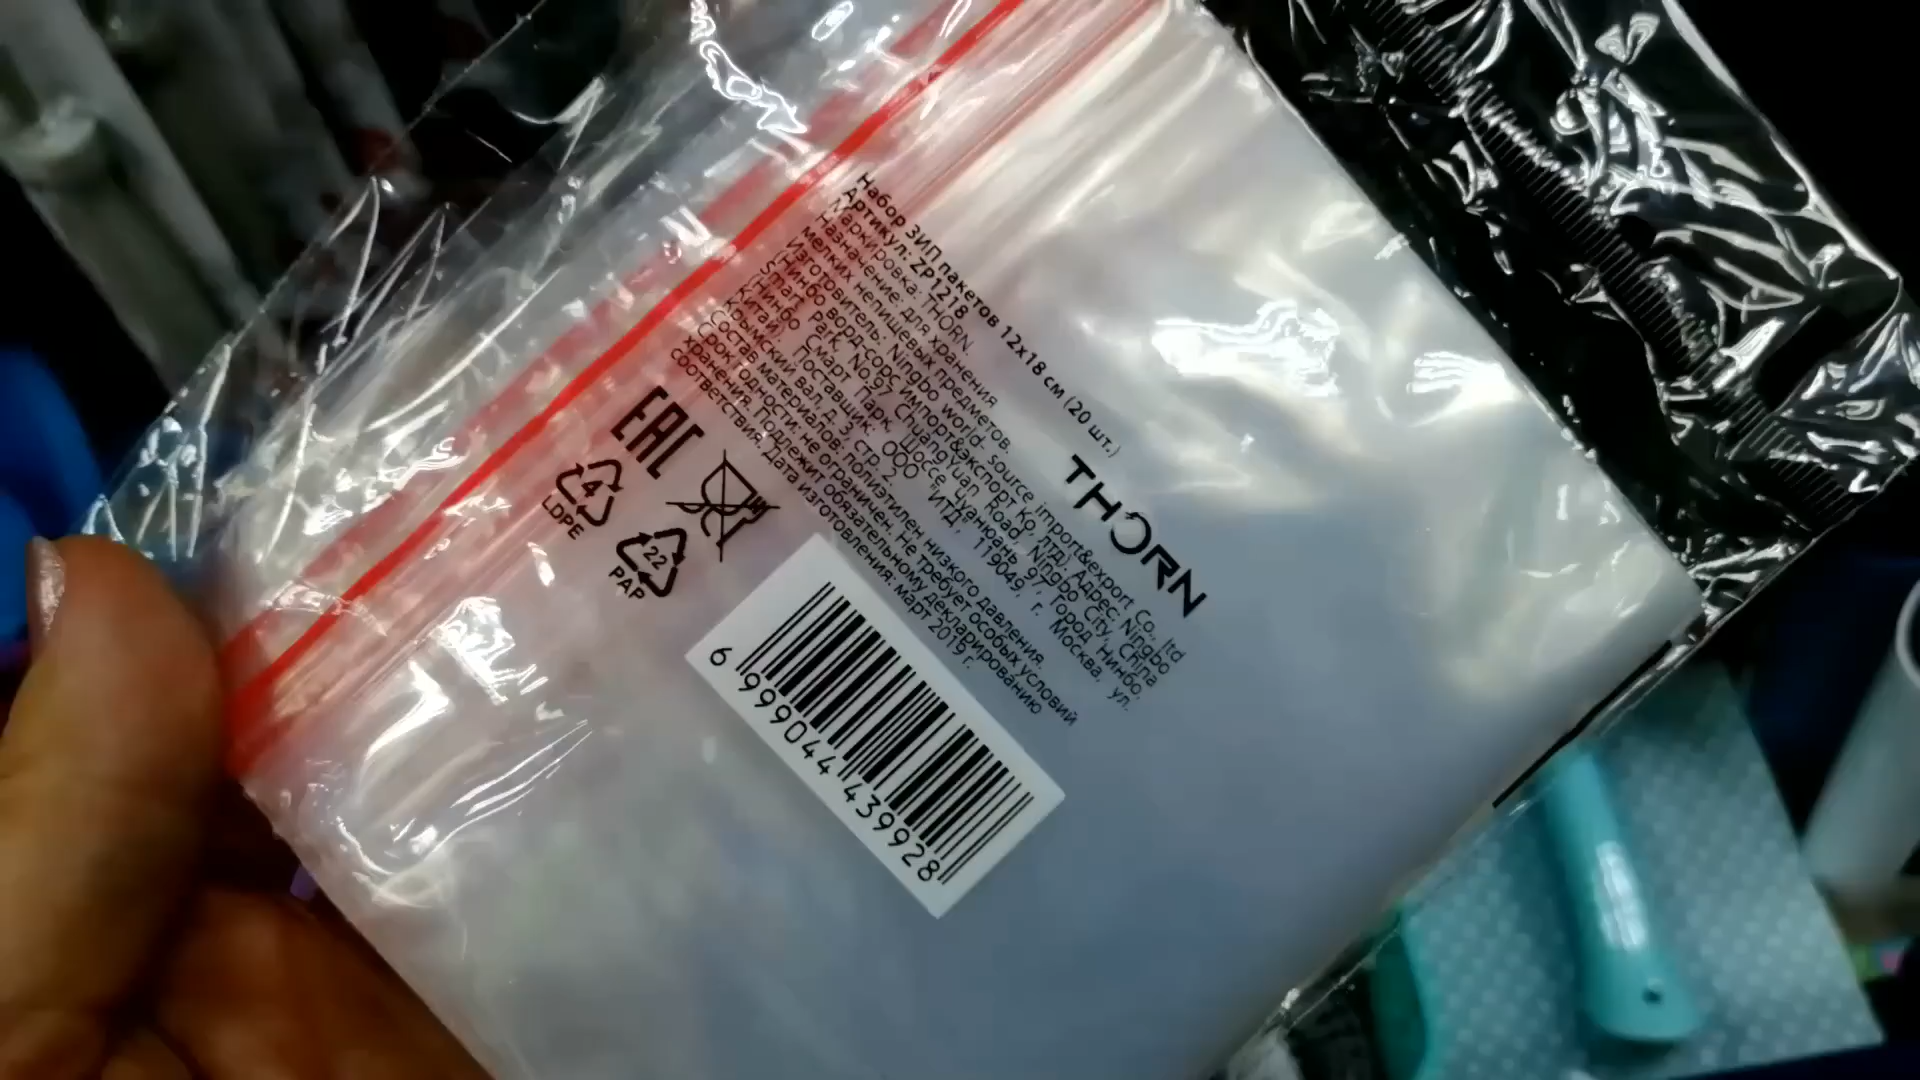 Набор ЗИП пакетов 12х18 см (20 шт.)
Артикул: ZP1218
Маркировка: THORN.
Назначение: для хранения
мелких непищевых предметов.
Изготовитель: Ningbo world- source import&export Co., ltd
(Нинбо ворлд-сорс импорт&экспорт Ко лтд) Адрес: Ningbo
Smart Park, No.97 ChuangYuan Road, Ningbo City, China
(Нинбо Смарт Парк, Шоссе Чуанюань, 97, Город Нинбо,
Китай). Поставщик: ООО "ИТД", 119049, г. Москва, ул.
Крымский вал, д. 3, стр. 2
Состав материалов: полиэтилен низкого давления.
Срок годности: не ограничен. Не требует особых условий
хранения. Подлежит обязательному декларированию
соответствия. Дата изготовления: март 2019 г.
THORN
EAC
4
LDPE
22
PAP
6 999044 439928